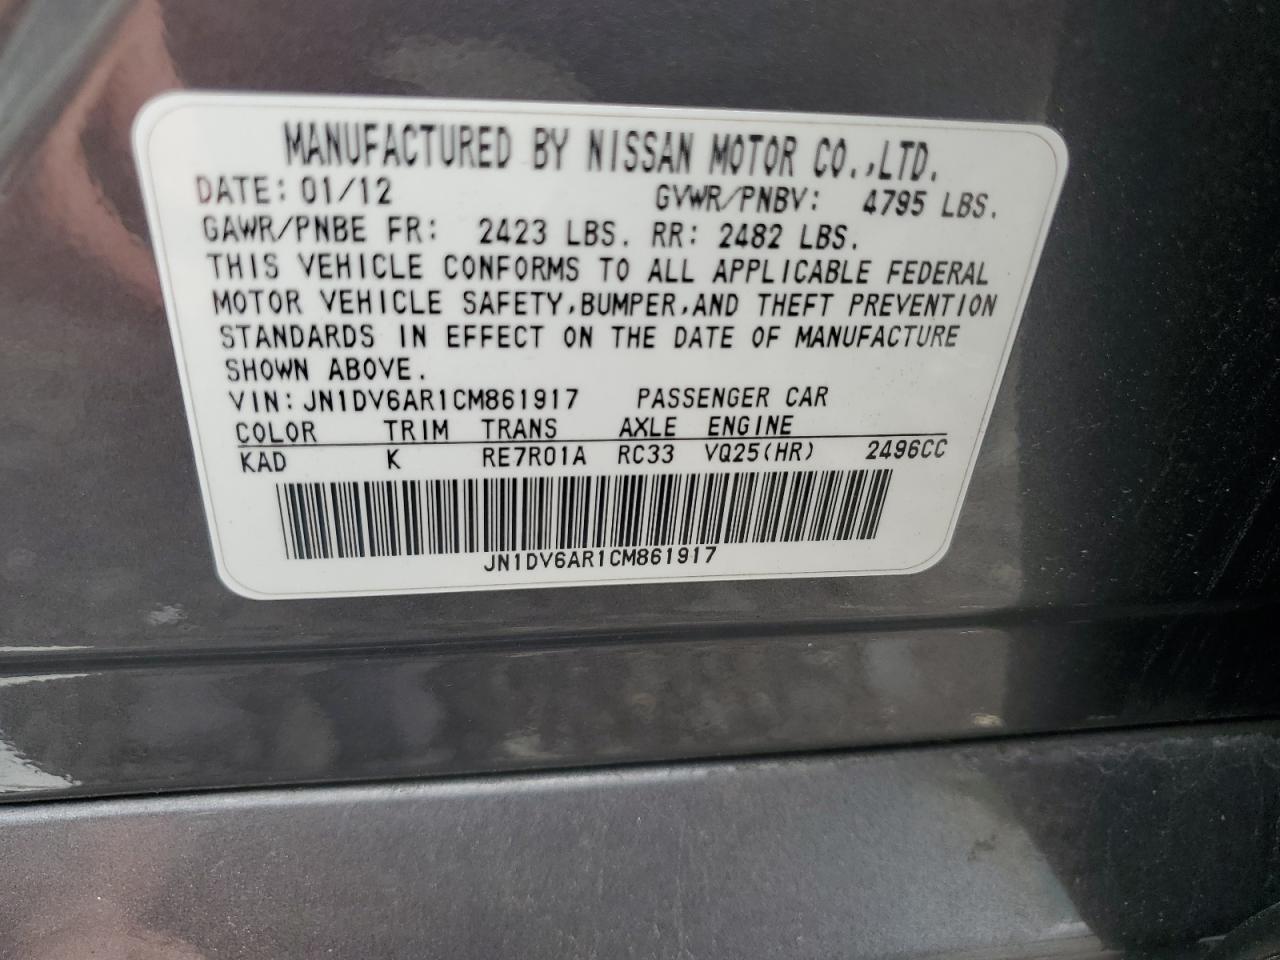 MANUFACTURED BY NISSAN MOTOR CO.,LTD.
DATE: 01/12 GVWR/PNBV: 4795 LBS.
GAWR/PNBE FR: 2423 LBS. RR: 2482 LBS.
THIS VEHICLE CONFORMS TO ALL APPLICABLE FEDERAL
MOTOR VEHICLE SAFETY,BUMPER,AND THEFT PREVENTION
STANDARDS IN EFFECT ON THE DATE OF MANUFACTURE
SHOWN ABOVE.
VIN:JN1DV6AR1CM861917 PASSENGER CAR
COLOR TRIM TRANS AXLE ENGINE
KAD K RE7R01A RC33 VQ25(HR) 2496CC
JN1DV6AR1CM861917